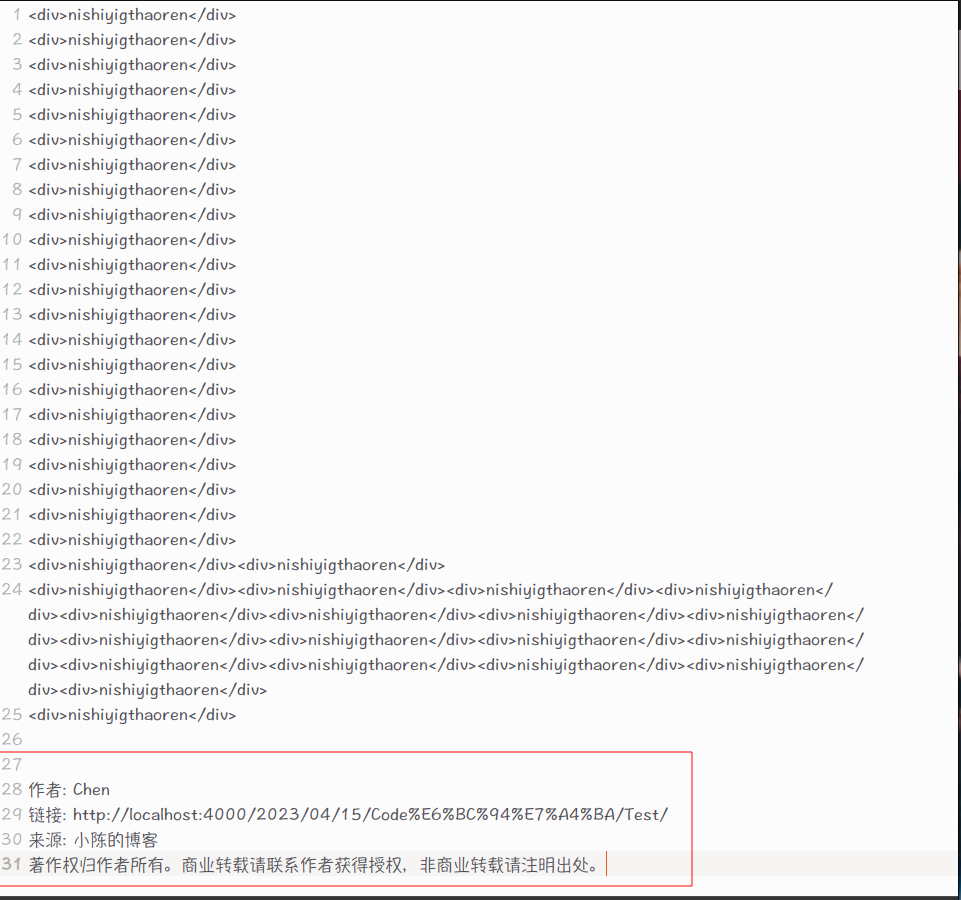 1 <div>nishiyigthaoren</div>
2 <div>nishiyigthaoren</div>
3 <div>nishiyigthaoren</div>
4 <div>nishiyigthaoren</div>
5 <div>nishiyigthaoren</div>
6 <div>nishiyigthaoren</div>
7 <div>nishiyigthaoren</div>
8 <div>nishiyigthaoren</div>
9 <div>nishiyigthaoren</div>
10 <div>nishiyigthaoren</div>
11 <div>nishiyigthaoren</div>
12 <div>nishiyigthaoren</div>
13 <div>nishiyigthaoren</div>
14 <div>nishiyigthaoren</div>
15 <div>nishiyigthaoren</div>
16 <div>nishiyigthaoren</div>
17 <div>nishiyigthaoren</div>
18 <div>nishiyigthaoren</div>
19 <div>nishiyigthaoren</div>
20 <div>nishiyigthaoren</div>
21 <div>nishiyigthaoren</div>
22 <div>nishiyigthaoren</div>
23 <div>nishiyigthaoren</div><div>nishiyigthaoren</div>
24 <div>nishiyigthaoren</div><div>nishiyigthaoren</div><div>nishiyigthaoren</div><div>nishiyigthaoren</
div><div>nishiyigthaoren</div><div>nishiyigthaoren</div><div>nishiyigthaoren</div><div>nishiyigthaoren</
div><div>nishiyigthaoren</div><div>nishiyigthaoren</div><div>nishiyigthaoren</div><div>nishiyigthaoren</
div><div>nishiyigthaoren</div><div>nishiyigthaoren</div><div>nishiyigthaoren</div><div>nishiyigthaoren</
div><div>nishiyigthaoren</div>
25 <div>nishiyigthaoren</div>
26
27
28 作者: Chen
29 链接: http://localhost:4000/2023/04/15/Code%E6%BC%94%E7%A4%BA/Test/
30 来源: 小陈的博客
31 著作权归作者所有。商业转载请联系作者获得授权，非商业转载请注明出处。